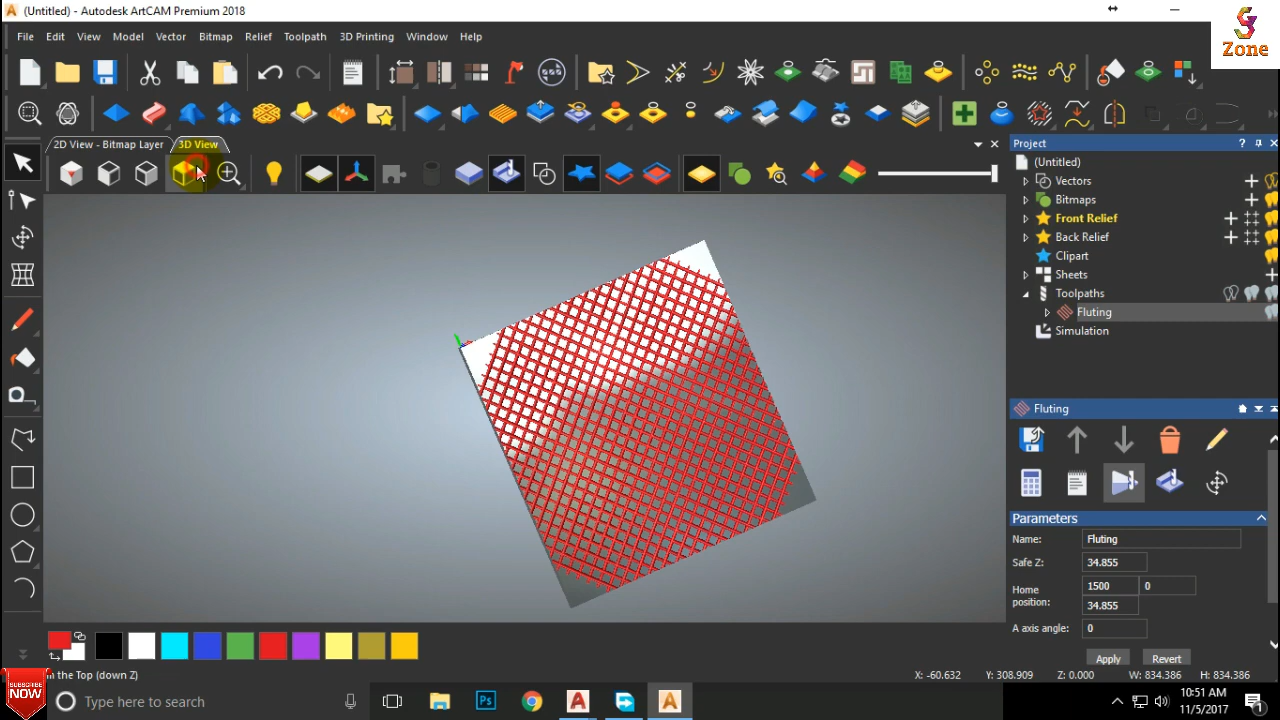 (Untitled) - Autodesk ArtCAM Premium 2018
Zone
File Edit View Model Vector Bitmap Relief Toolpath 3D Printing Window Help
2D View - Bitmap Layer 3D View
Project
(Untitled)
Vectors
Bitmaps
Front Relief
Back Relief
Clipart
Sheets
Toolpaths
Fluting
Simulation
Fluting
Parameters
Name: Fluting
Safe Z: 34.855
Home position: 1500 0
34.855
A axis angle: 0
Apply Revert
the Top (down Z)
X: -60.632 Y: 308.909 Z: 0.000 W: 834.386 H: 834.386
SUBSCRIBE
NOW
Type here to search
Ps
10:51 AM
11/5/2017